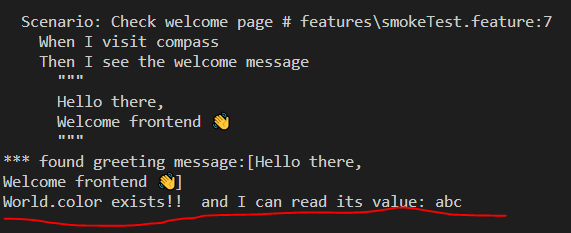 Scenario: Check welcome page # features\smokeTest.feature:7
When I visit compass
Then I see the welcome message
"""
Hello there,
Welcome frontend 👋
"""
*** found greeting message:[Hello there,
Welcome frontend 👋]
World.color exists!!  and I can read its value: abc